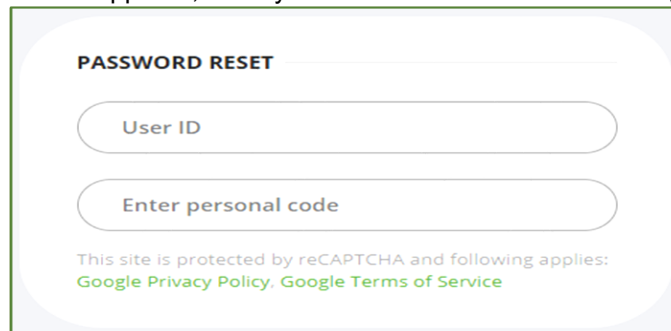 PASSWORD RESET
User ID
Enter personal code
This site is protected by reCAPTCHA and following applies:
Google Privacy Policy, Google Terms of Service